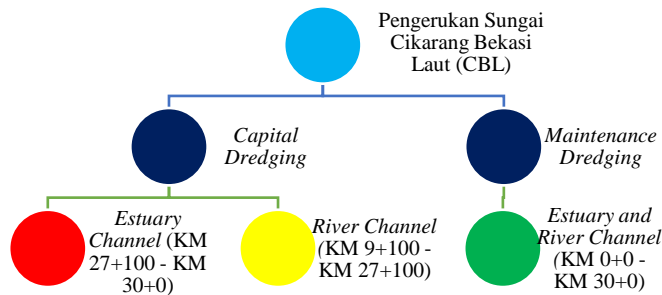 Pengerukan Sungai
Cikarang Bekasi
Laut (CBL)
Capital
Dredging
Maintenance
Dredging
Estuary
Channel (KM
27+100 - KM
30+0)
River Channel
(KM 9+100 -
KM 27+100)
Estuary and
River Channel
(KM 0+0 -
KM 30+0)